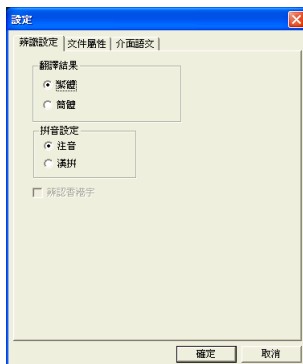 設定
辨識設定 文件屬性 介面語文
翻譯結果
繁體
簡體
拼音設定
注音
漢拼
辨認香港字
確定 取消